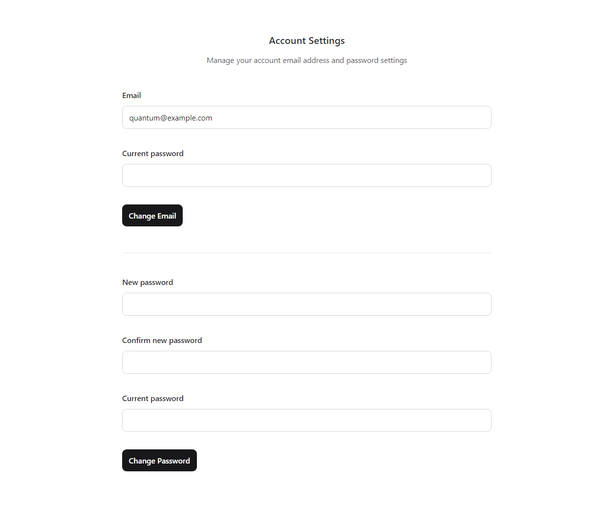 Account Settings
Manage your account email address and password settings
Email
quantum@example.com
Current password
Change Email
New password
Confirm new password
Current password
Change Password